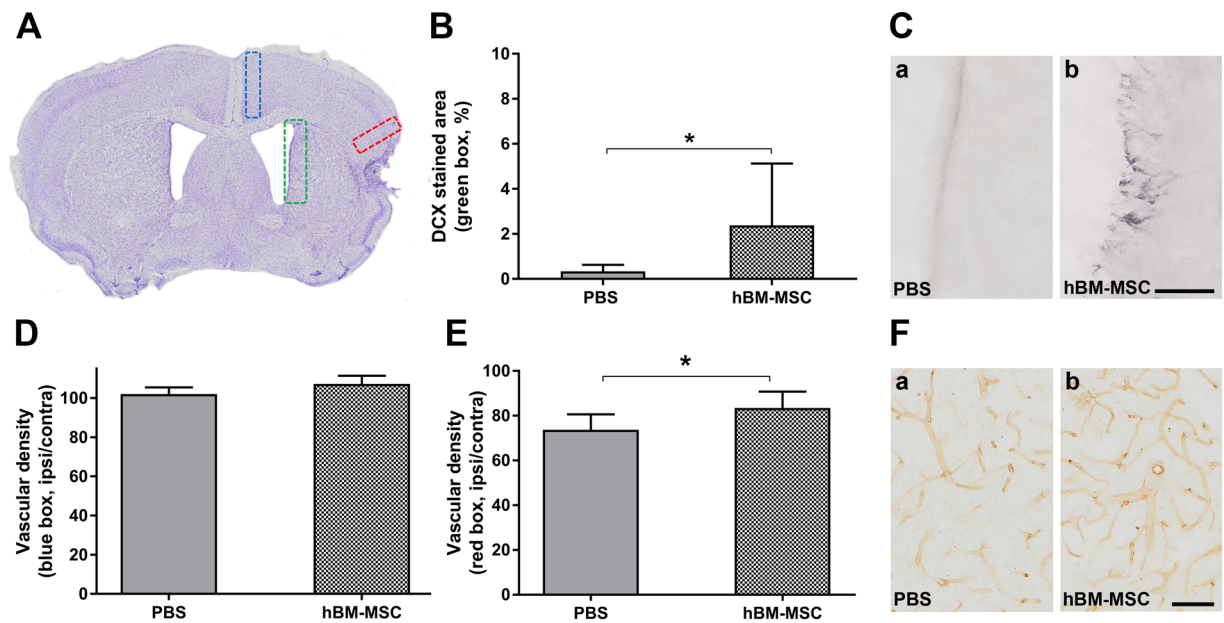 A
B
DCX stained area
(green box, %)
10
8
6
4
2
0
*
PBS
hBM-MSC
C
a
PBS
b
hBM-MSC
D
Vascular density
(blue box, ipsi/contra)
100
80
60
40
20
0
PBS
hBM-MSC
E
Vascular density
(red box, ipsi/contra)
100
80
60
40
20
0
*
PBS
hBM-MSC
F
a
PBS
b
hBM-MSC